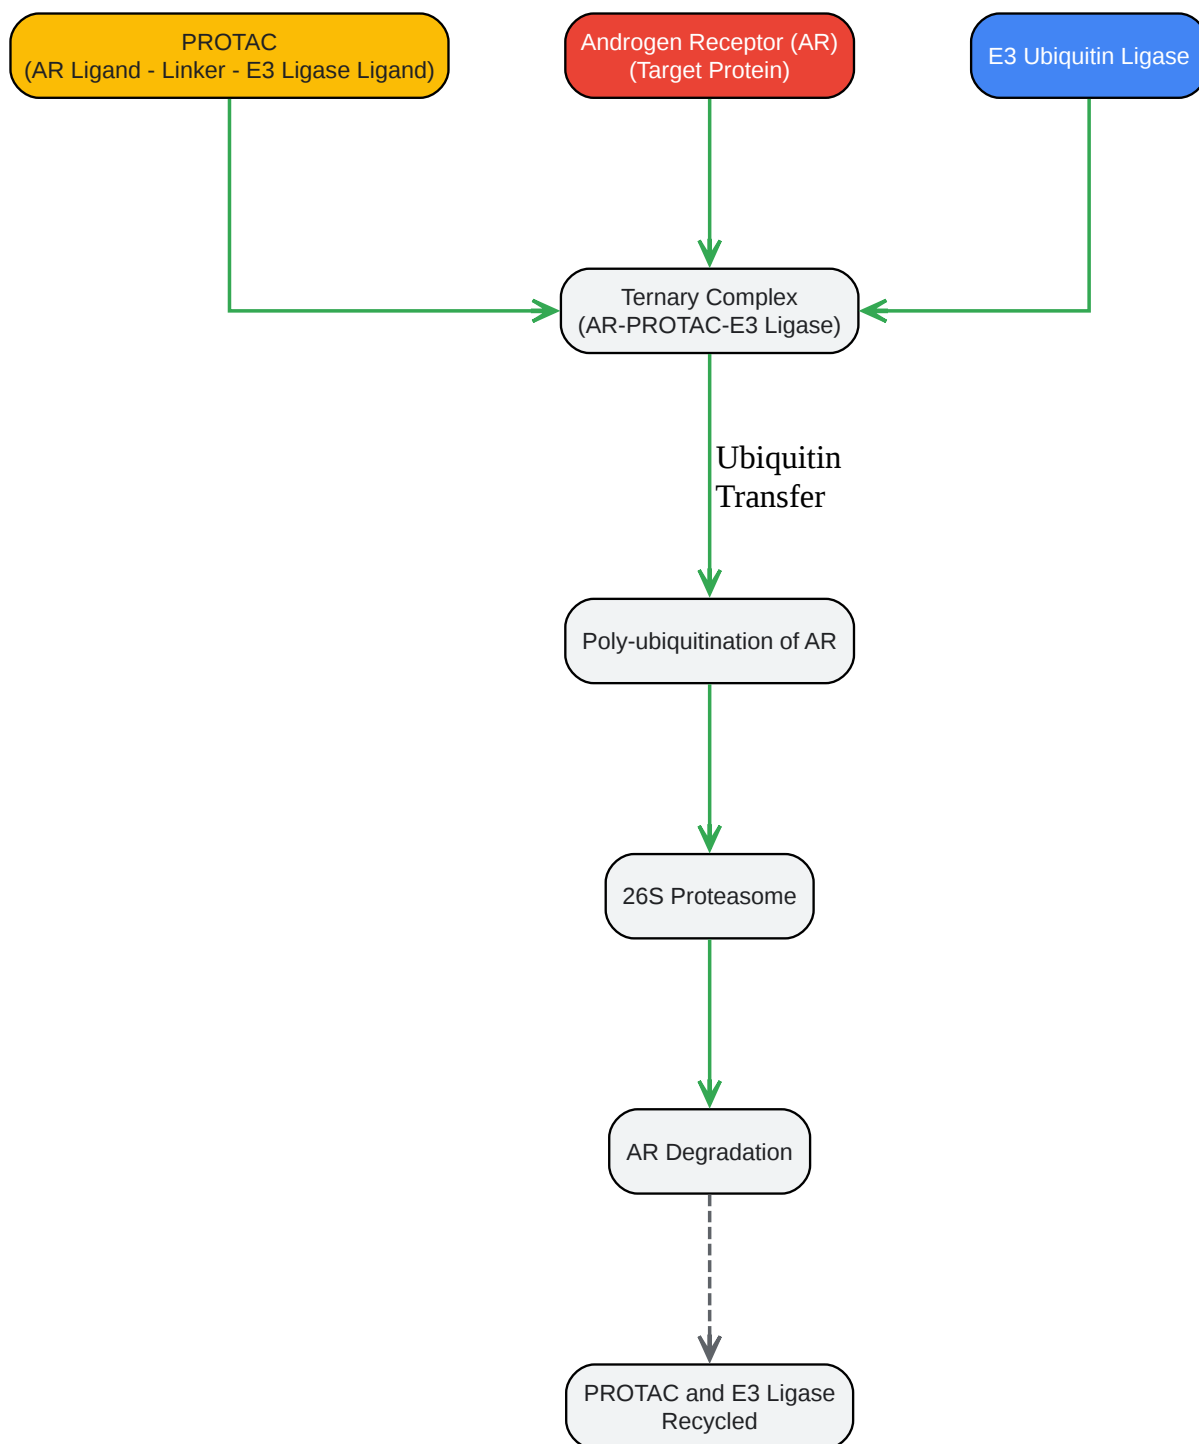 PROTAC
(AR Ligand - Linker - E3 Ligase Ligand)
Androgen Receptor (AR)
(Target Protein)
E3 Ubiquitin Ligase
Ternary Complex
(AR-PROTAC-E3 Ligase)
Ubiquitin
Transfer
Poly-ubiquitination of AR
26S Proteasome
AR Degradation
PROTAC and E3 Ligase
Recycled